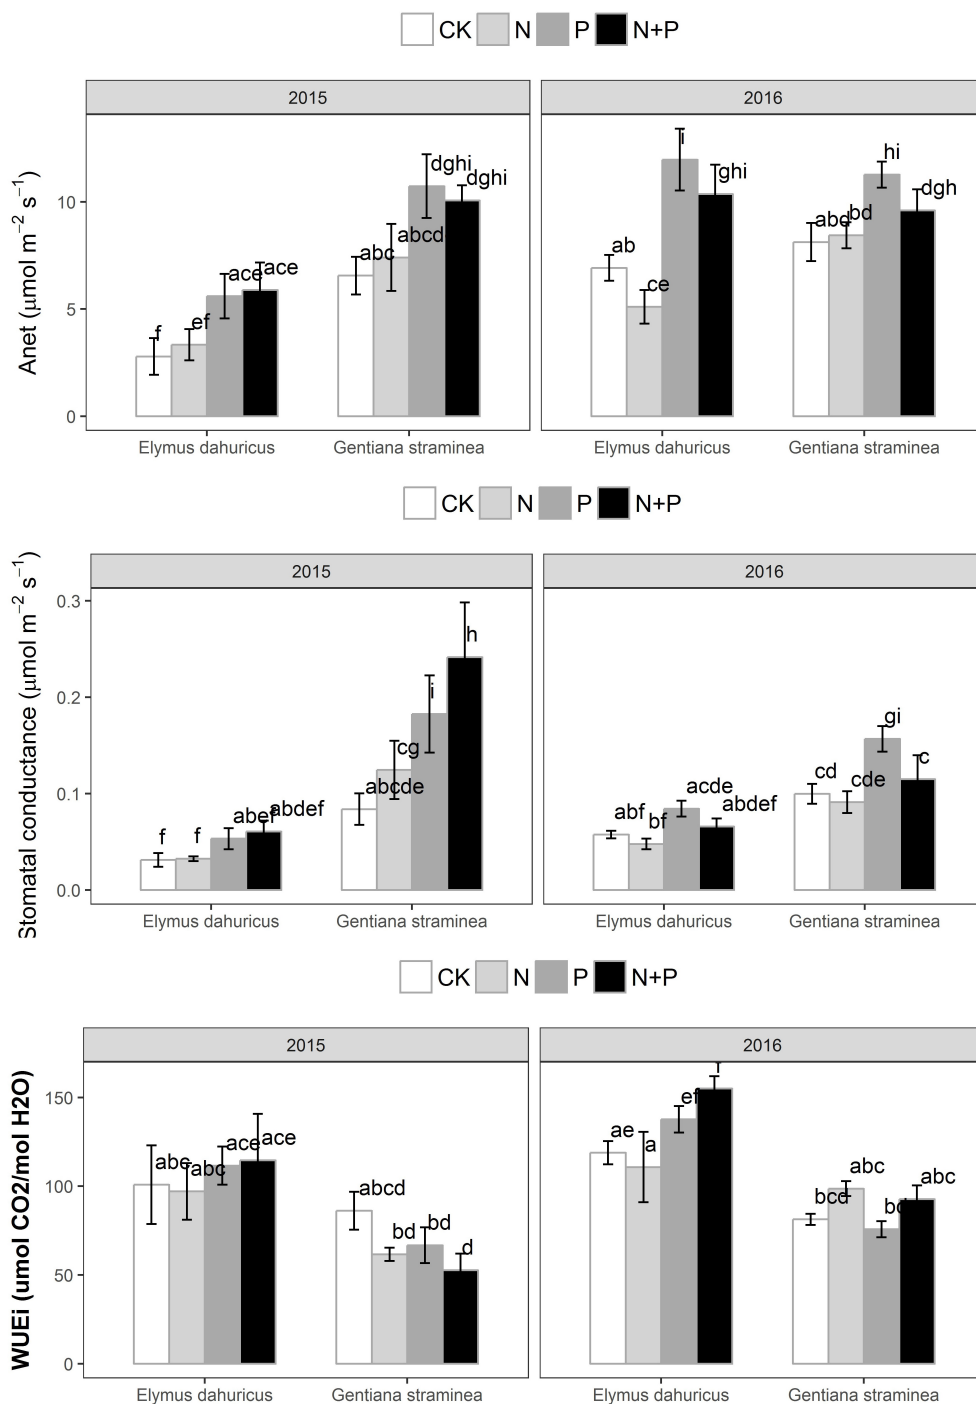 CK N P N+P
2015 2016
Anet (µmol m−2 s−1)
10
5
0
f ef ace ace abc abcd dghi dghi
ab ce i ghi abd bd hi dgh
Elymus dahuricus Gentiana straminea Elymus dahuricus Gentiana straminea
CK N P N+P
2015 2016
Stomatal conductance (µmol m−2 s−1)
0.3
0.2
0.1
0.0
f f abef abdef abcde cg i h
abf bf acde abdef cd cde gi c
Elymus dahuricus Gentiana straminea Elymus dahuricus Gentiana straminea
CK N P N+P
2015 2016
WUEi (umol CO2/mol H2O)
150
100
50
0
abc abc ace ace abcd bd bd d
ae a ef bcd abc abc
Elymus dahuricus Gentiana straminea Elymus dahuricus Gentiana straminea